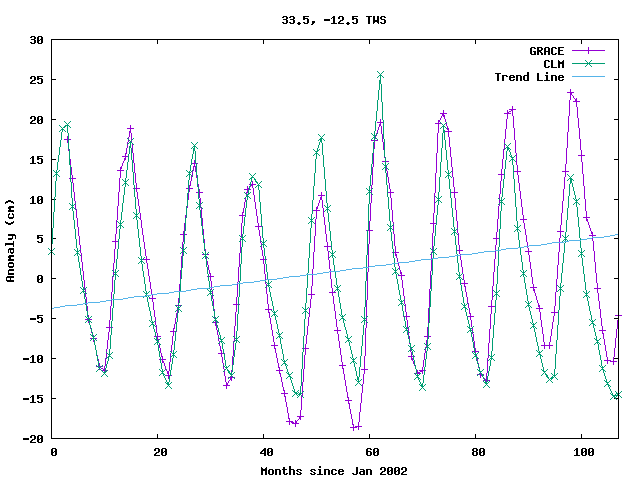 33.5, -12.5 TWS
GRACE
CLM
Trend Line
30
25
20
15
10
5
0
-5
-10
-15
-20
Anomaly (cm)
0 20 40 60 80 100
Months since Jan 2002